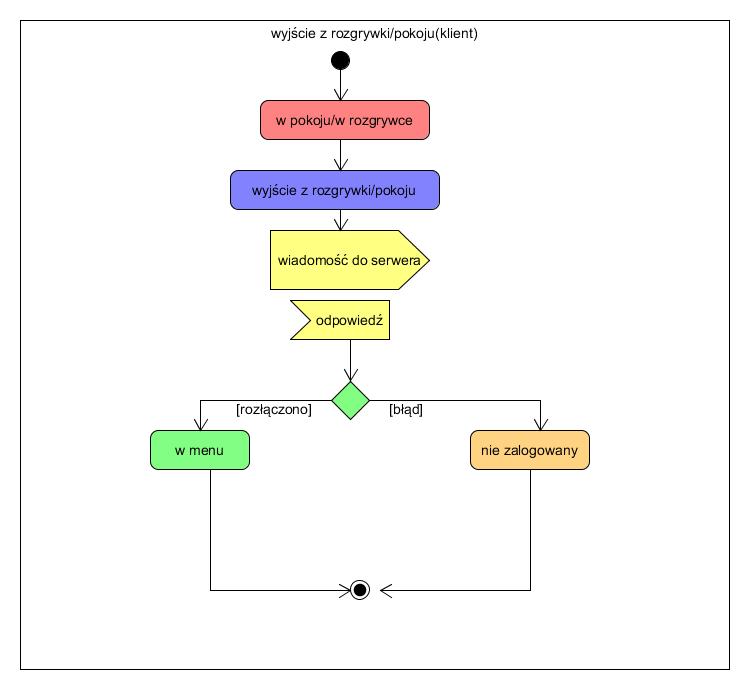 wyjście z rozgrywki/pokoju(klient)
w pokoju/w rozgrywce
wyjście z rozgrywki/pokoju
wiadomość do serwera
odpowiedź
[rozłączono]
[błąd]
w menu
nie zalogowany